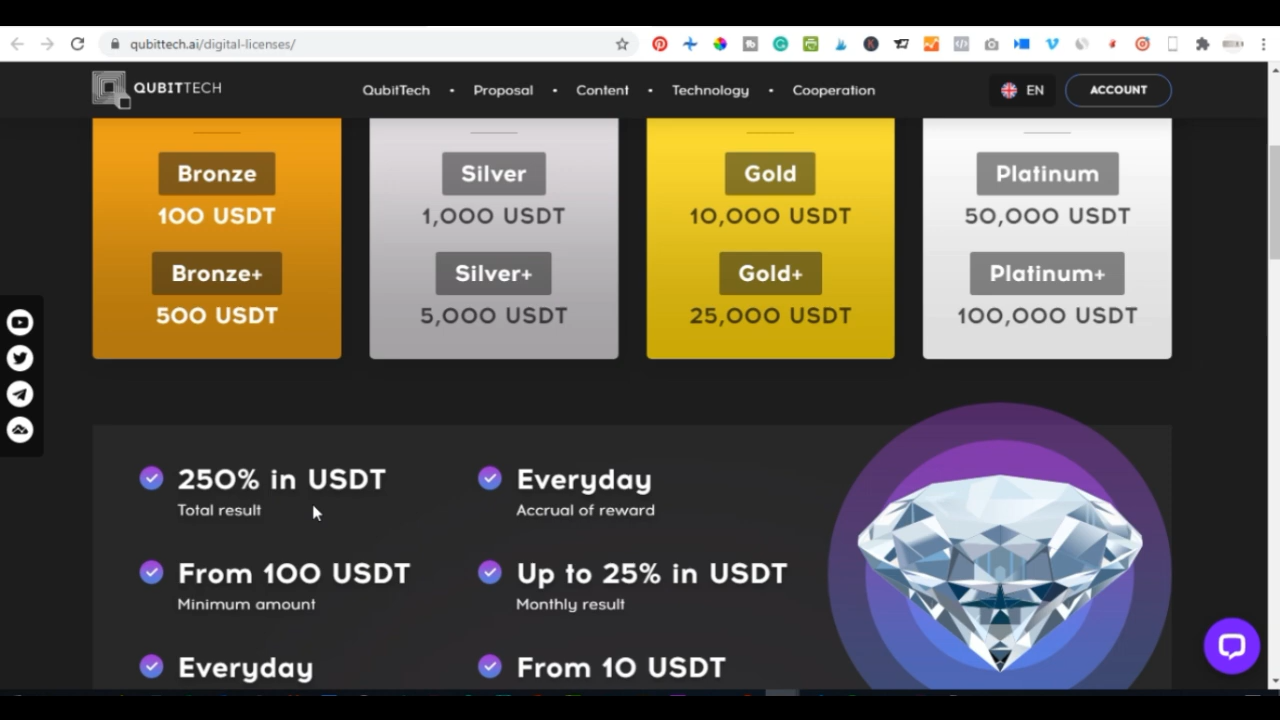 qubittech.ai/digital-licenses/
QUBITTECH
QubitTech • Proposal • Content • Technology • Cooperation
EN
ACCOUNT
Bronze
100 USDT
Bronze+
500 USDT
Silver
1,000 USDT
Silver+
5,000 USDT
Gold
10,000 USDT
Gold+
25,000 USDT
Platinum
50,000 USDT
Platinum+
100,000 USDT
250% in USDT
Total result
Everyday
Accrual of reward
From 100 USDT
Minimum amount
Up to 25% in USDT
Monthly result
Everyday
From 10 USDT